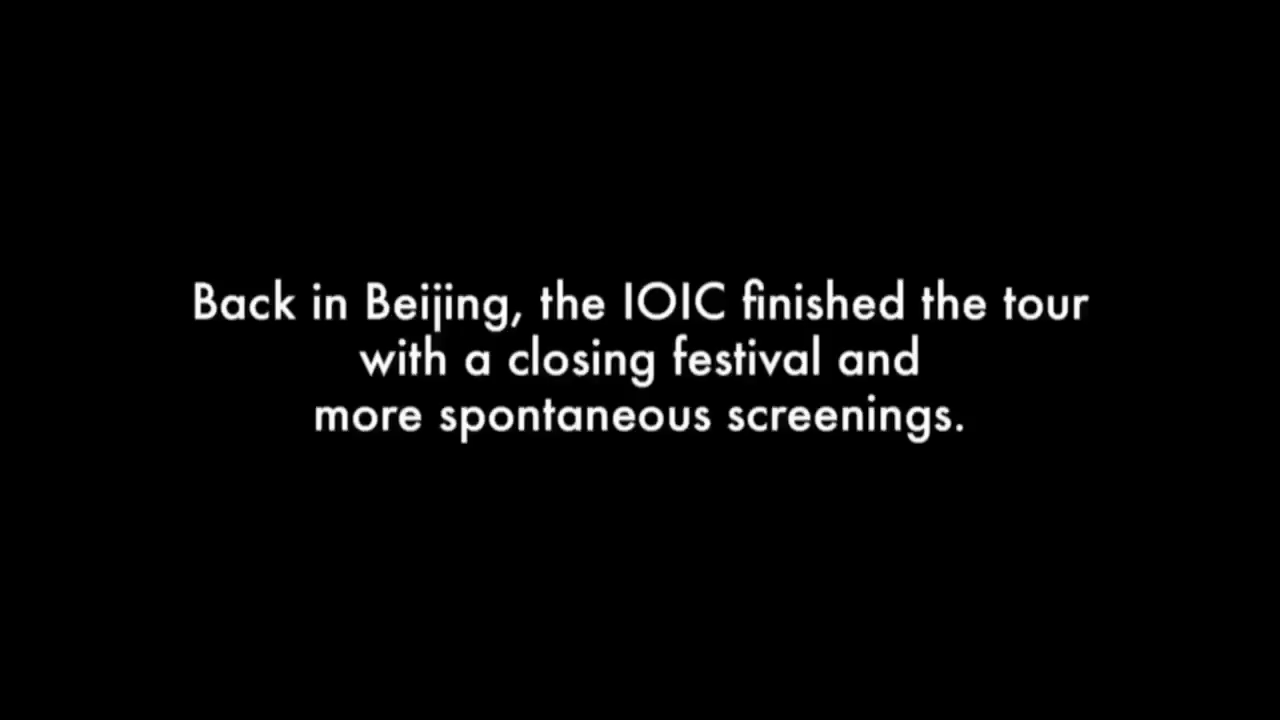 Back in Beijing, the IOIC finished the tour
with a closing festival and
more spontaneous screenings.